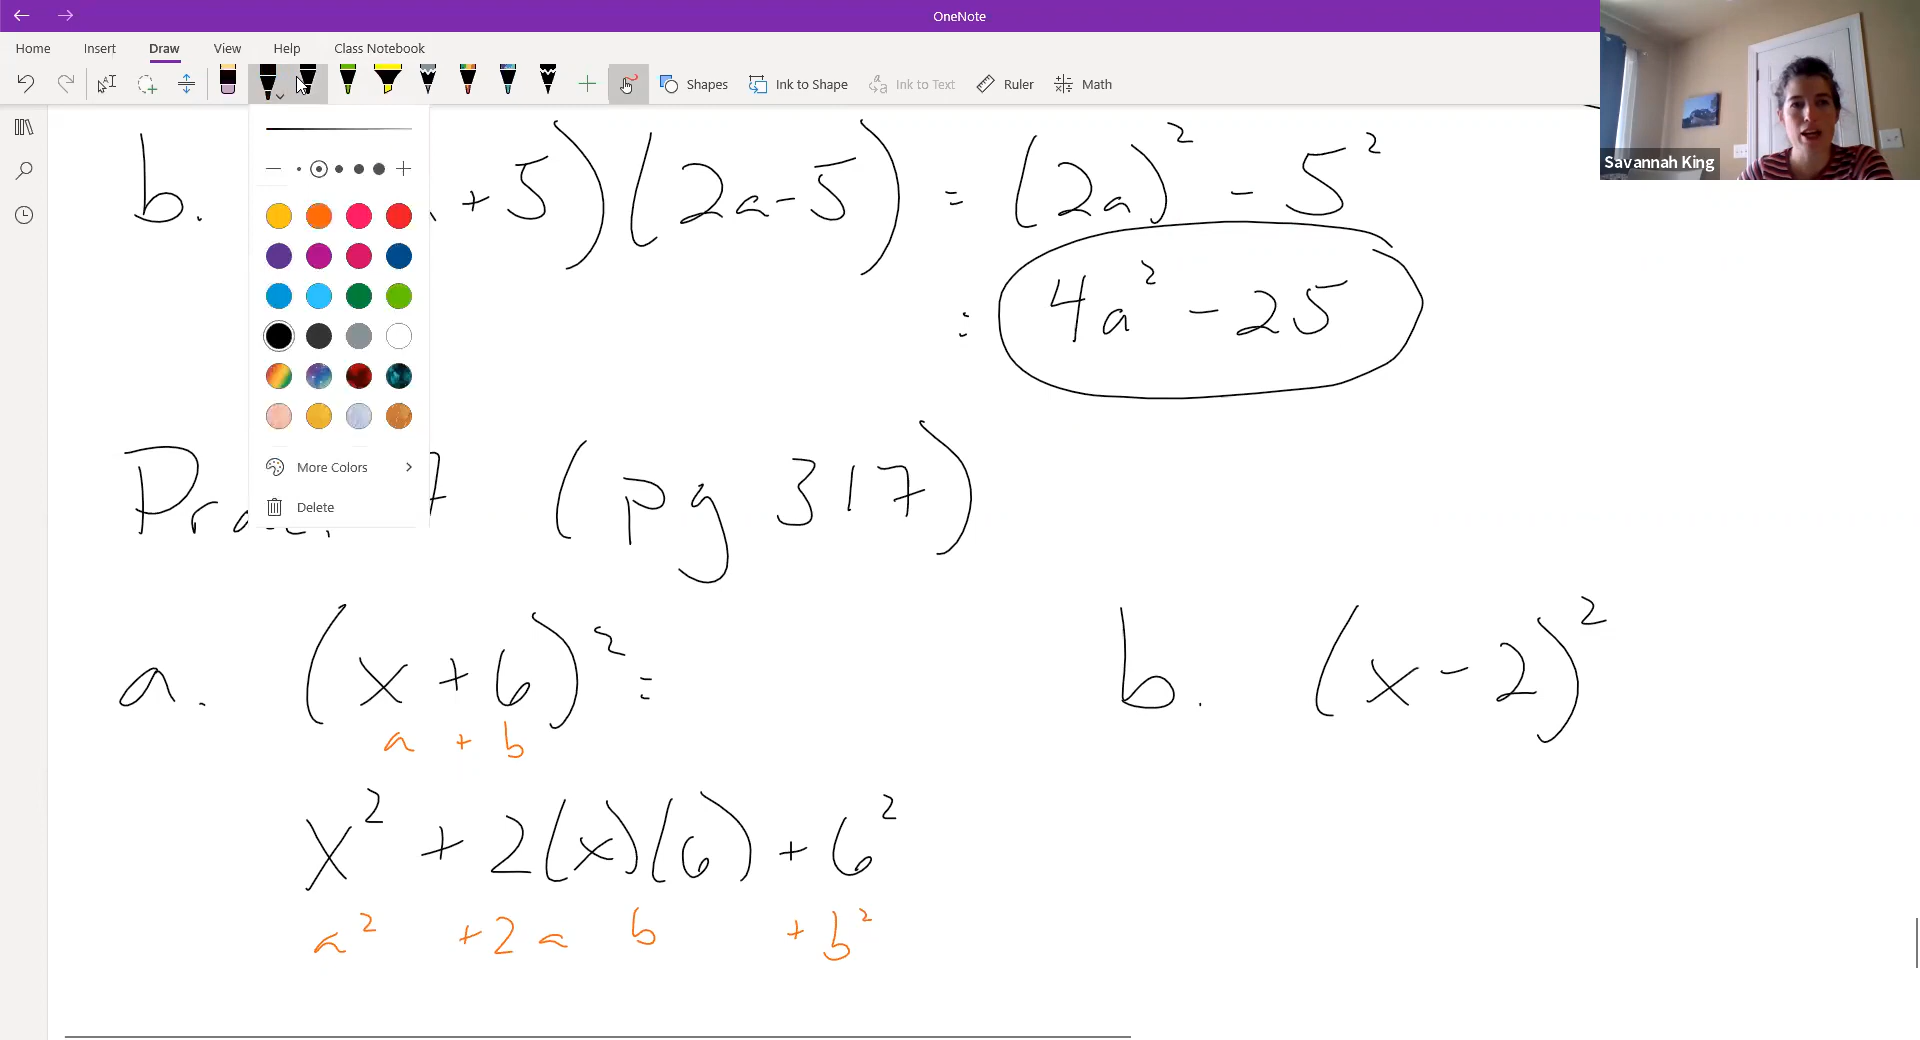 OneNote
Home Insert Draw View Help Class Notebook
Shapes Ink to Shape Ink to Text Ruler Math
Savannah King
b. + 5)(2a - 5) = (2a)² - 5²
= 4a² - 25
More Colors
Delete
(pg 317)
a. (x + 6)² =
a + b
x² + 2(x)(6) + 6²
a² + 2 a b + b²
b. (x - 2)²